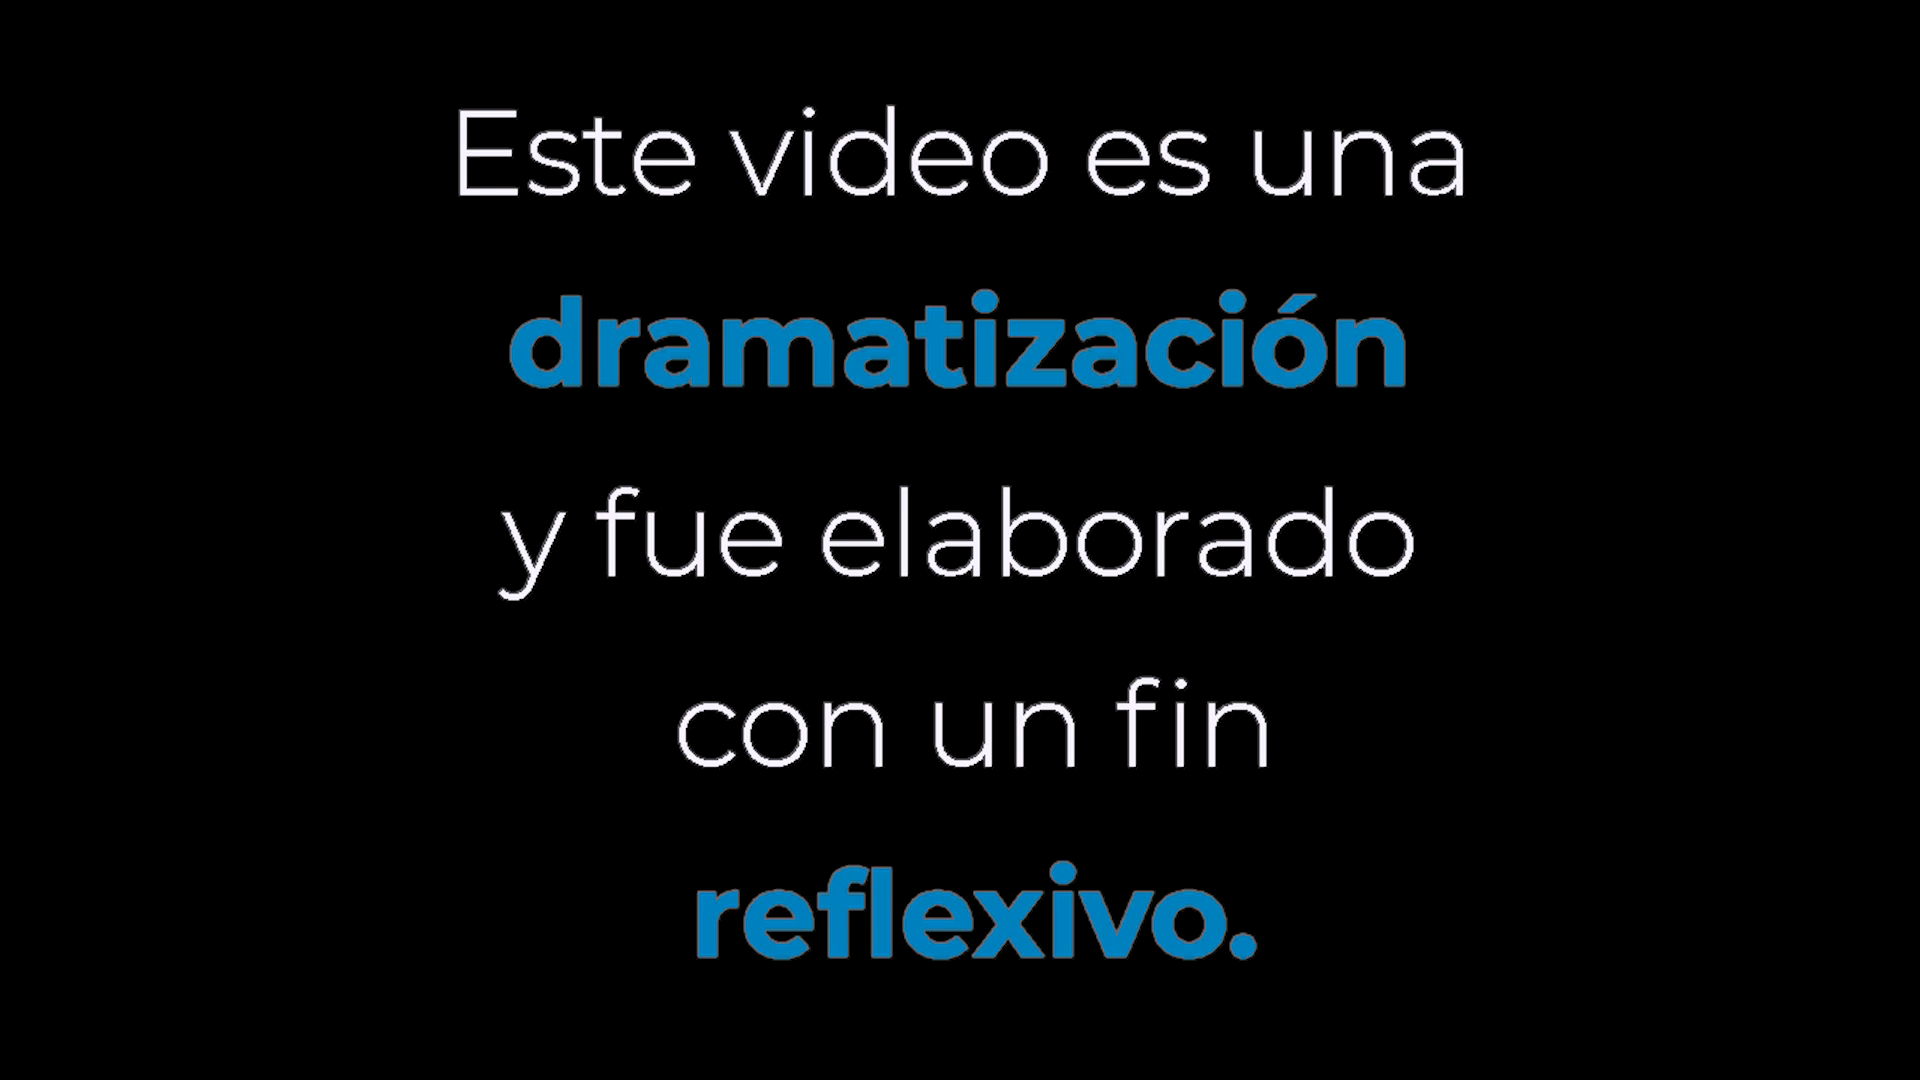 Este video es una
dramatización
y fue elaborado
con un fin
reflexivo.